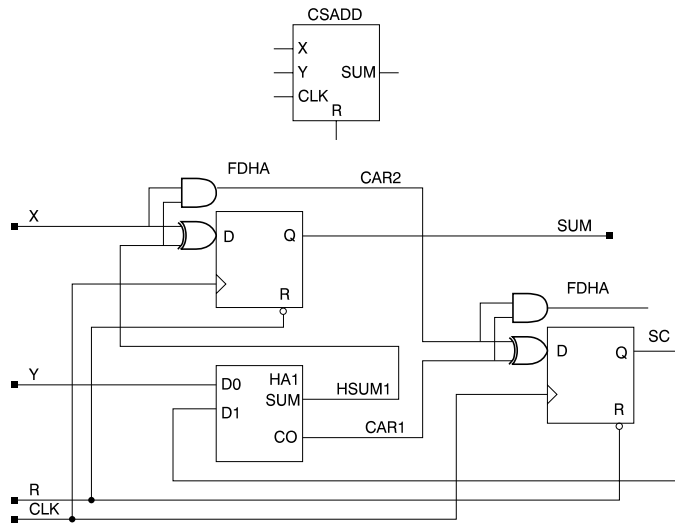 CSADD
X
Y SUM
CLK
R
FDHA
CAR2
X
D Q
SUM
R
FDHA
D Q
SC
R
Y
D0 HA1
SUM
D1
HSUM1
CO
CAR1
R
CLK